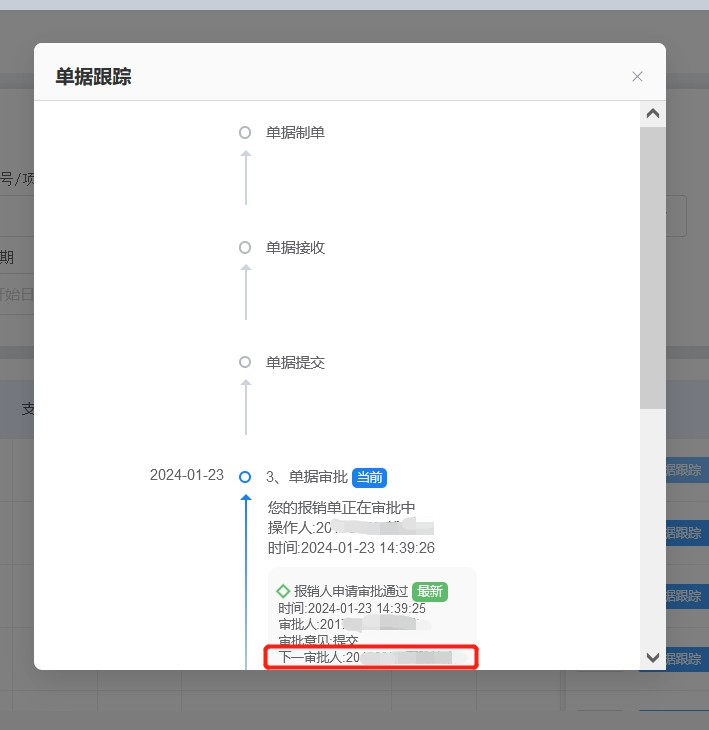 单据跟踪
号/项
期
开始日
支
单据制单
单据接收
单据提交
2024-01-23
3、单据审批 当前
您的报销单正在审批中
操作人:20
时间:2024-01-23 14:39:26
报销人申请审批通过 最新
时间:2024-01-23 14:39:25
审批人:201
审批意见:提交
下一审批人:20
据跟踪
据跟踪
据跟踪
据跟踪